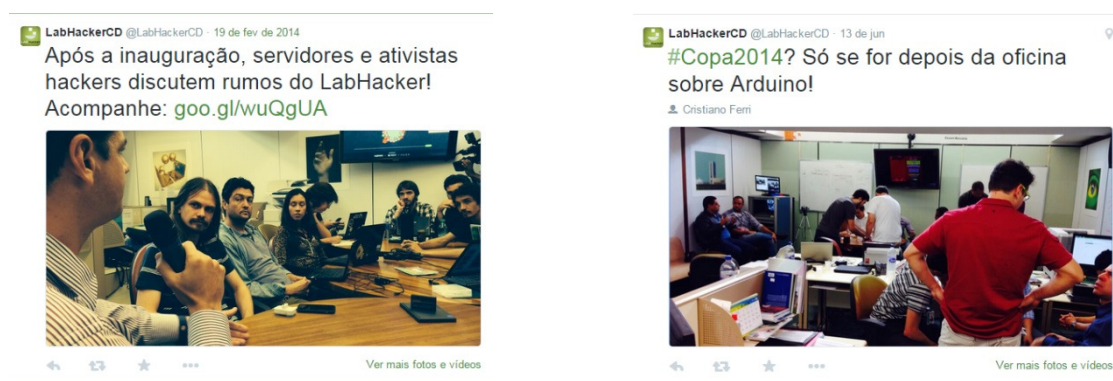 LabHackerCD @LabHackerCD · 19 de fev de 2014
Após a inauguração, servidores e ativistas
hackers discutem rumos do LabHacker!
Acompanhe: goo.gl/wuQgUA
Ver mais fotos e vídeos
LabHackerCD @LabHackerCD · 13 de jun
#Copa2014? Só se for depois da oficina
sobre Arduino!
Cristiano Ferri
Ver mais fotos e vídeos